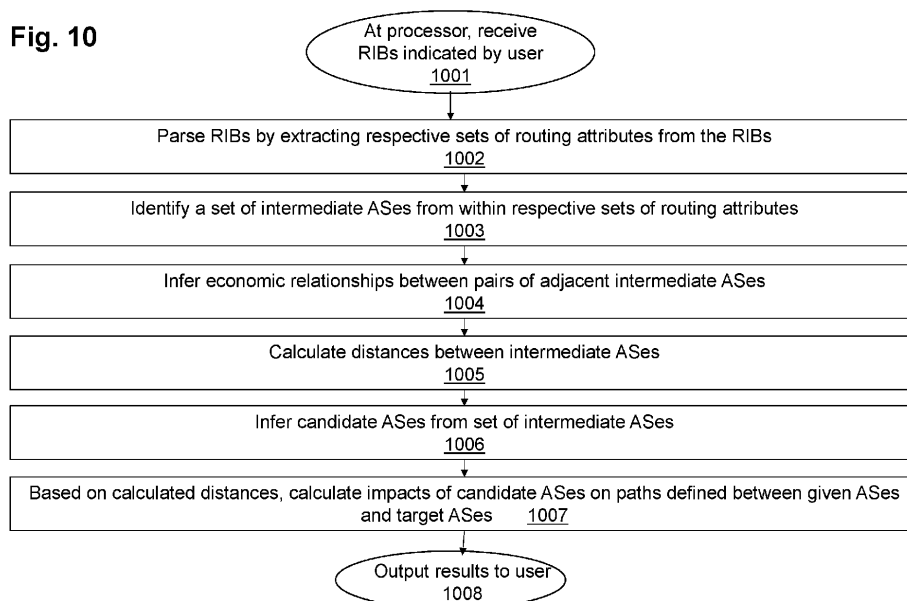 Fig. 10
At processor, receive
RIBs indicated by user
1001
Parse RIBs by extracting respective sets of routing attributes from the RIBs
1002
Identify a set of intermediate ASes from within respective sets of routing attributes
1003
Infer economic relationships between pairs of adjacent intermediate ASes
1004
Calculate distances between intermediate ASes
1005
Infer candidate ASes from set of intermediate ASes
1006
Based on calculated distances, calculate impacts of candidate ASes on paths defined between given ASes
and target ASes 1007
Output results to user
1008